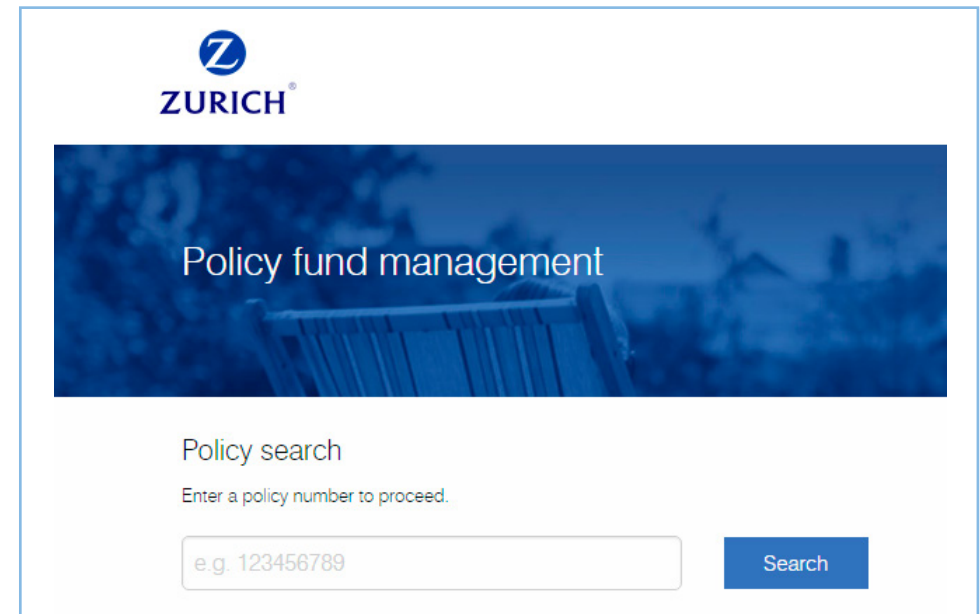 Z
ZURICH®
Policy fund management
Policy search
Enter a policy number to proceed.
e.g. 123456789
Search